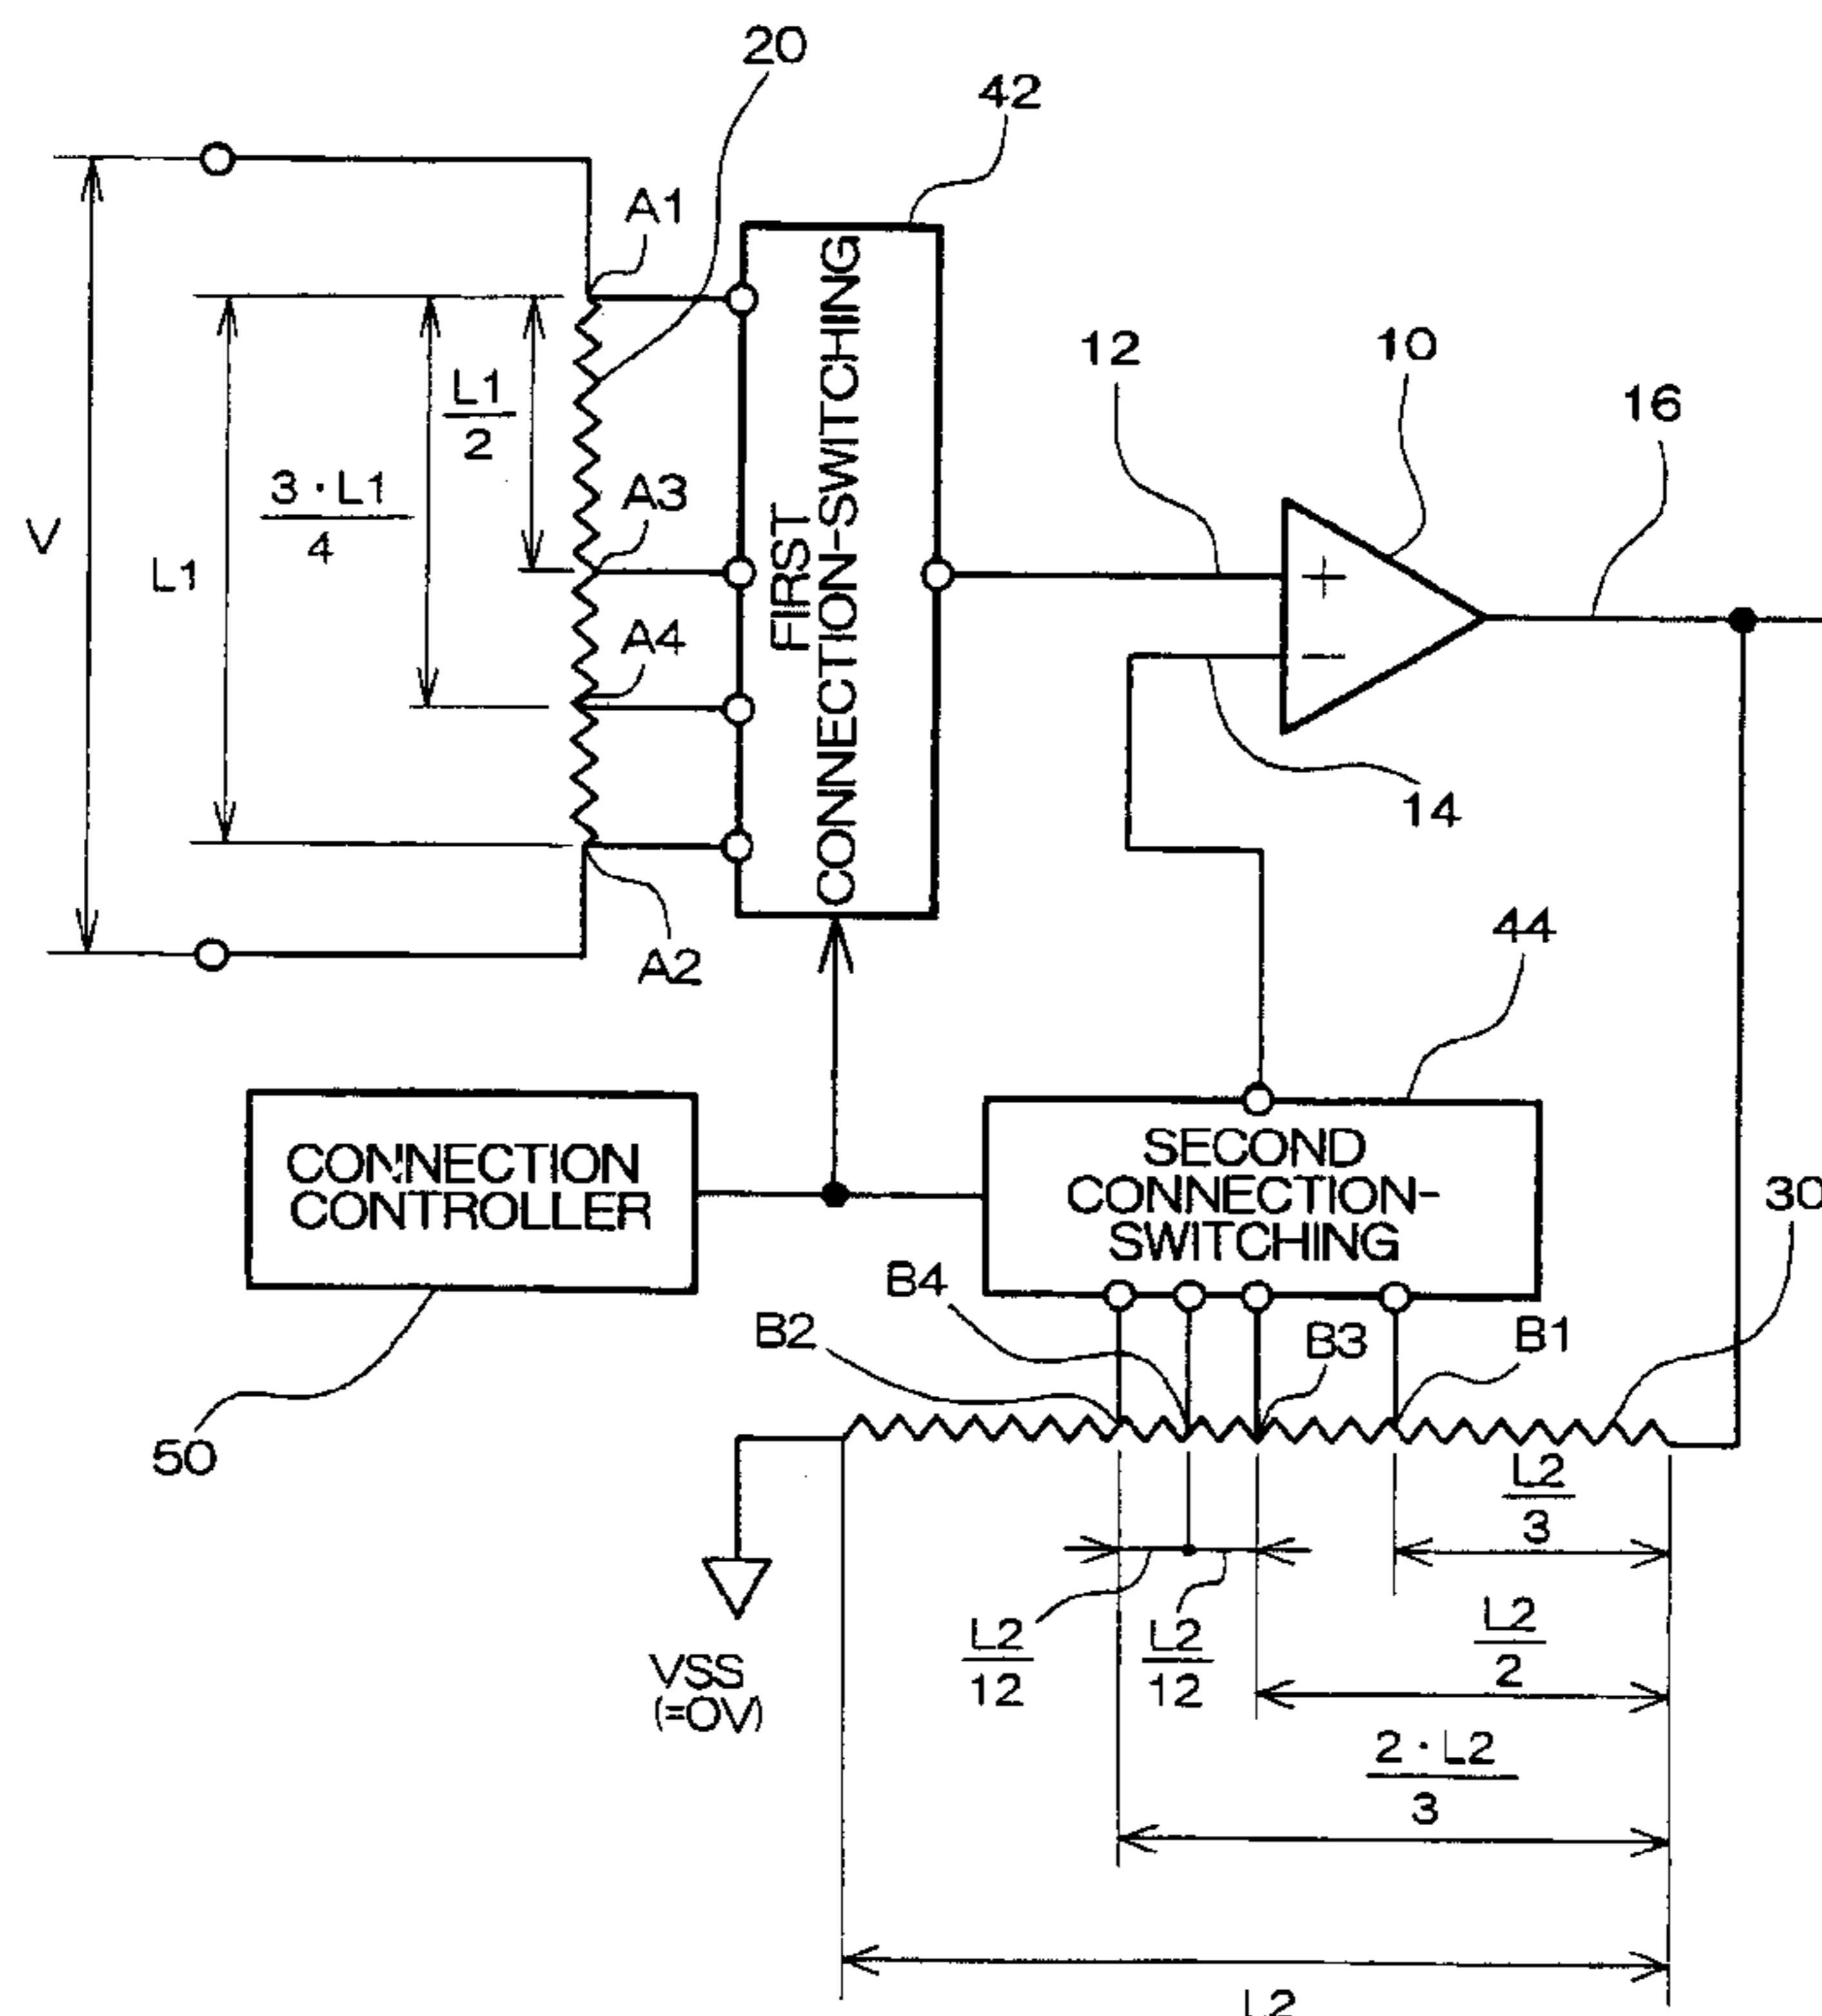 20
42
A1
12
10
16
L1
2
3・L1
4
A3
V
L1
FIRST
CONNECTION-SWITCHING
A4
14
A2
44
CONNECTION
CONTROLLER
SECOND
CONNECTION-
SWITCHING
30
B4
B2
B3
B1
50
L2
3
L2
12
L2
12
L2
2
VSS
(=0V)
2・L2
3
L2
+
−